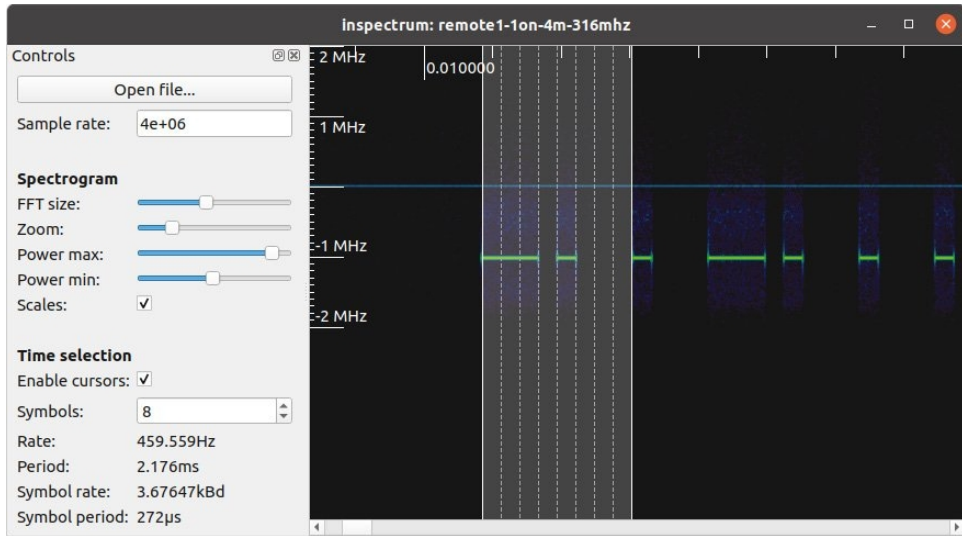 inspectrum: remote1-1on-4m-316mhz
Controls
Open file...
Sample rate: 4e+06
Spectrogram
FFT size:
Zoom:
Power max:
Power min:
Scales:
Time selection
Enable cursors:
Symbols: 8
Rate: 459.559Hz
Period: 2.176ms
Symbol rate: 3.67647kBd
Symbol period: 272µs
2 MHz
0.010000
1 MHz
-1 MHz
-2 MHz